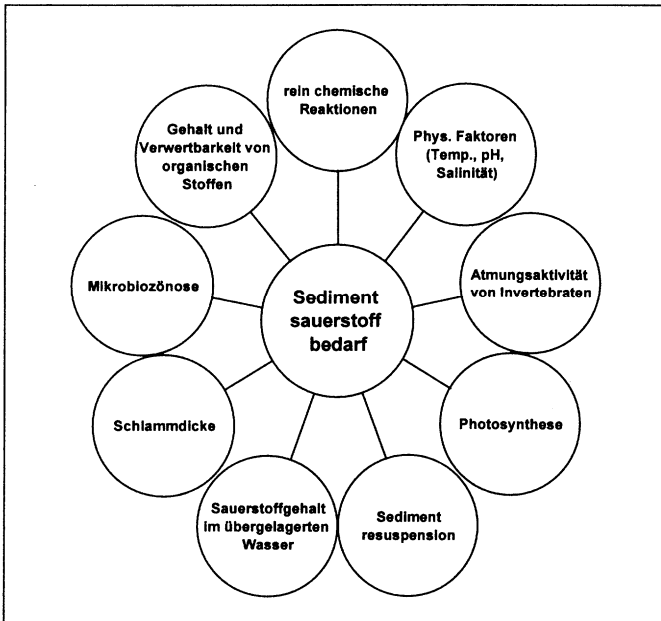 rein chemische
Reaktionen
Gehalt und
Verwertbarkeit von
organischen
Stoffen
Phys. Faktoren
(Temp., pH,
Salinität)
Mikrobiozönose
Sediment
sauerstoff
bedarf
Atmungsaktivität
von Invertebraten
Schlammdicke
Photosynthese
Sauerstoffgehalt
im übergelagerten
Wasser
Sediment
resuspension